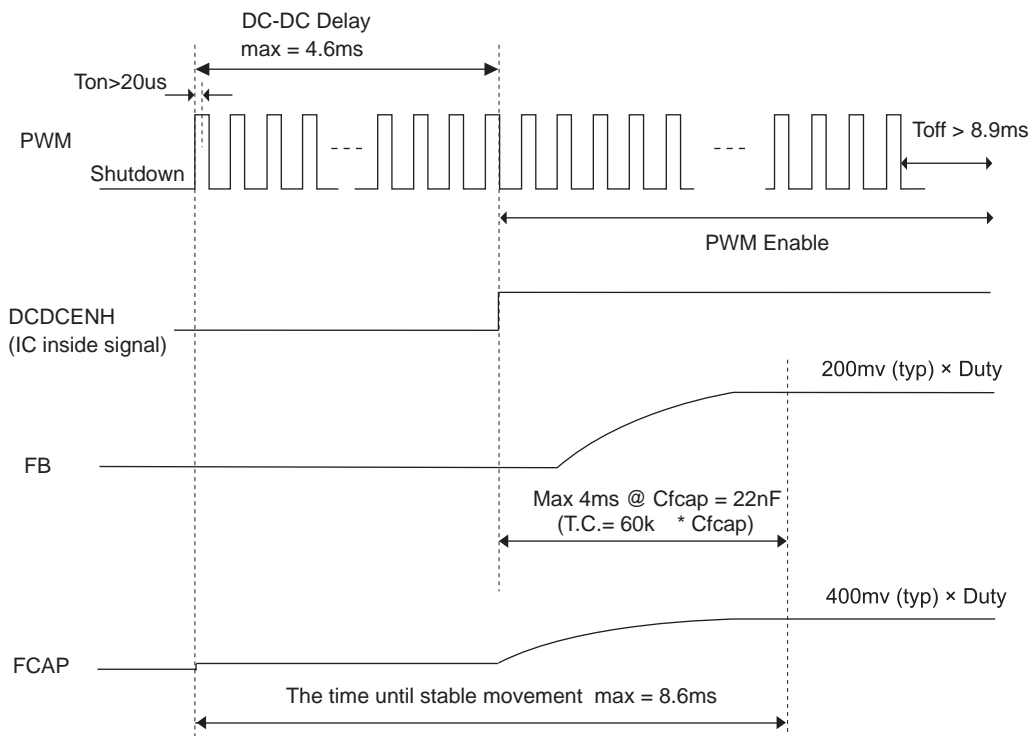 DC-DC Delay
max = 4.6ms
Ton>20us
PWM
Toff > 8.9ms
Shutdown
PWM Enable
DCDCENH
(IC inside signal)
200mv (typ) × Duty
FB
Max 4ms @ Cfcap = 22nF
(T.C.= 60k * Cfcap)
400mv (typ) × Duty
FCAP
The time until stable movement max = 8.6ms